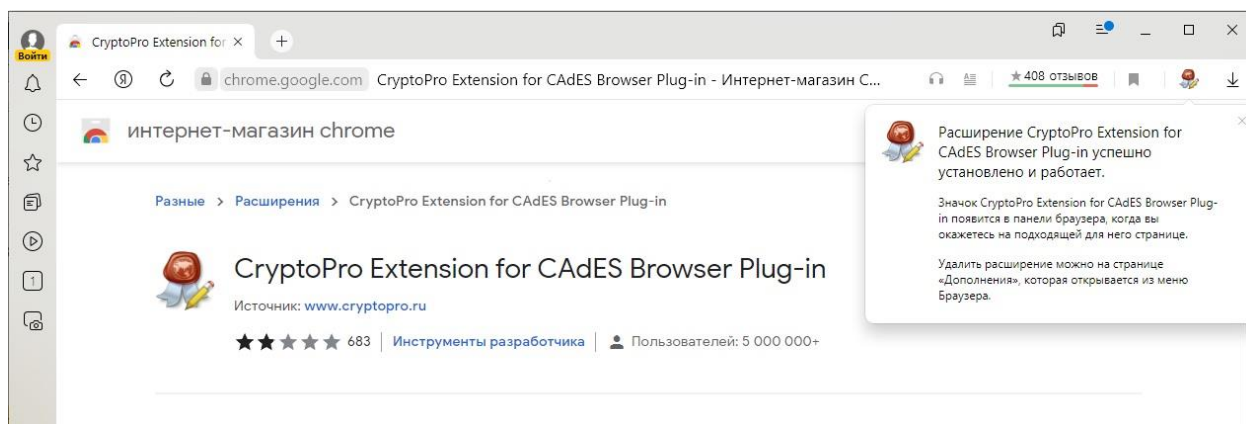 Войти
CryptoPro Extension for
chrome.google.com CryptoPro Extension for CAdES Browser Plug-in - Интернет-магазин С...
★ 408 отзывов
интернет-магазин chrome
Разные > Расширения > CryptoPro Extension for CAdES Browser Plug-in
CryptoPro Extension for CAdES Browser Plug-in
Источник: www.cryptopro.ru
683 | Инструменты разработчика | Пользователей: 5 000 000+
Расширение CryptoPro Extension for
CAdES Browser Plug-in успешно
установлено и работает.
Значок CryptoPro Extension for CAdES Browser Plug-
in появится в панели браузера, когда вы
окажетесь на подходящей для него странице.
Удалить расширение можно на странице
«Дополнения», которая открывается из меню
Браузера.
1